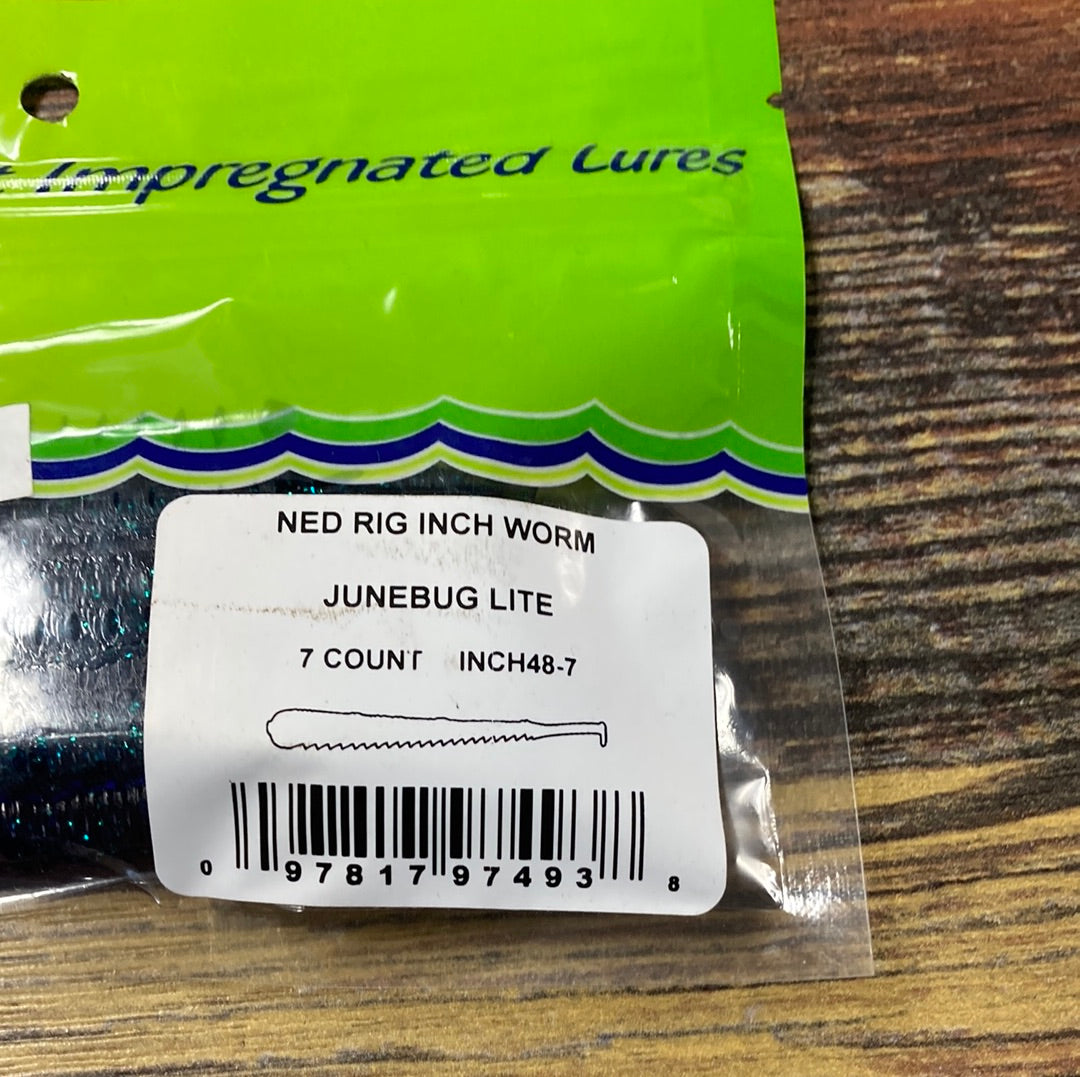 Impregnated Lures
NED RIG INCH WORM
JUNEBUG LITE
7 COUNT INCH48-7
0 97817 97493 8